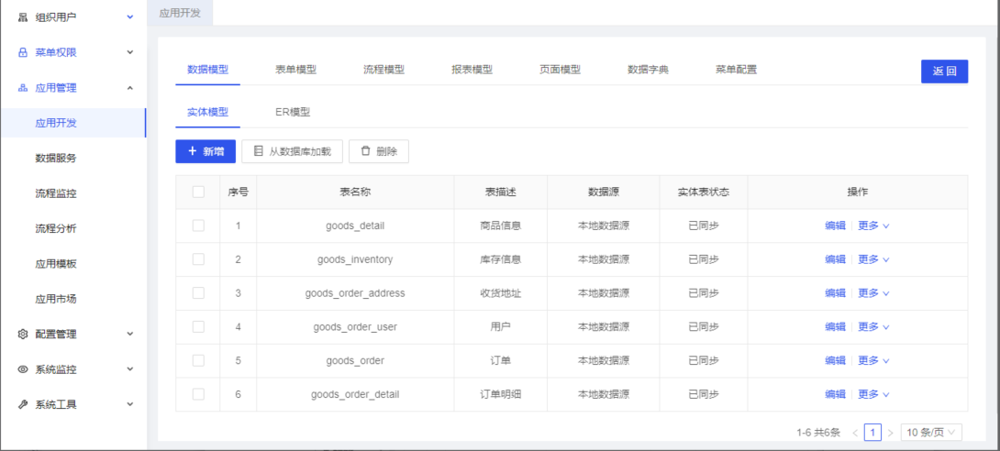 组织用户
菜单权限
应用管理
应用开发
数据服务
流程监控
流程分析
应用模板
应用市场
配置管理
系统监控
系统工具
应用开发
数据模型 表单模型 流程模型 报表模型 页面模型 数据字典 菜单配置 返回
实体模型 ER模型
+ 新增 从数据库加载 删除
序号 表名称 表描述 数据源 实体表状态 操作
1 goods_detail 商品信息 本地数据源 已同步 编辑 更多
2 goods_inventory 库存信息 本地数据源 已同步 编辑 更多
3 goods_order_address 收货地址 本地数据源 已同步 编辑 更多
4 goods_order_user 用户 本地数据源 已同步 编辑 更多
5 goods_order 订单 本地数据源 已同步 编辑 更多
6 goods_order_detail 订单明细 本地数据源 已同步 编辑 更多
1-6 共6条 < 1 > 10 条/页